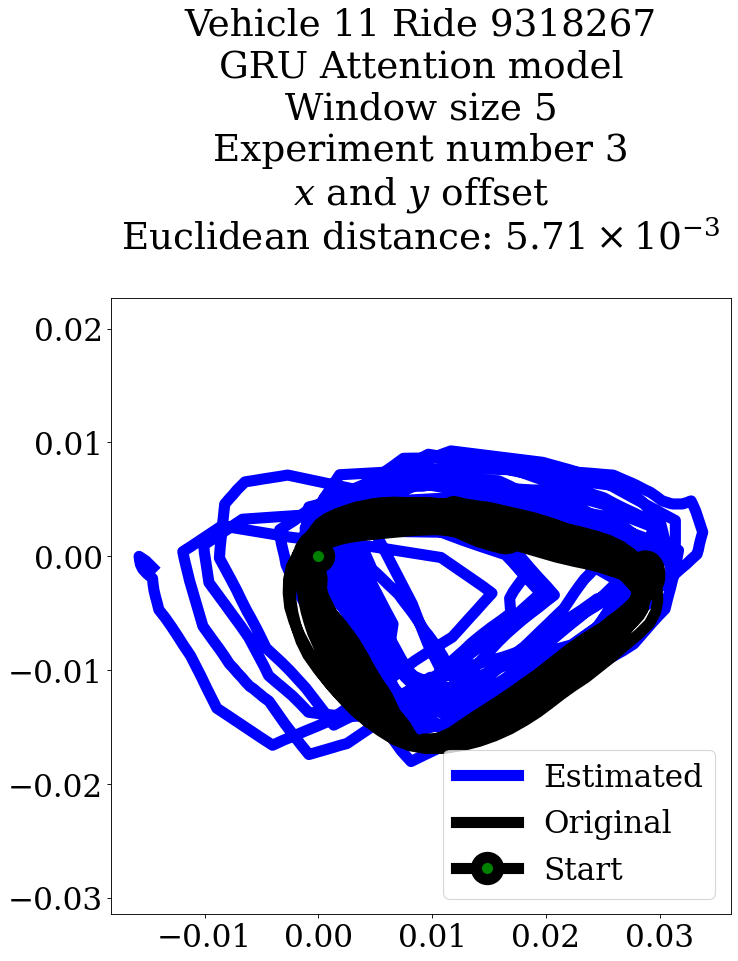 Vehicle 11 Ride 9318267
GRU Attention model
Window size 5
Experiment number 3
x and y offset
Euclidean distance: 5.71 × 10⁻³
0.02
0.01
0.00
−0.01
−0.02
−0.03
Estimated
Original
Start
−0.01 0.00 0.01 0.02 0.03